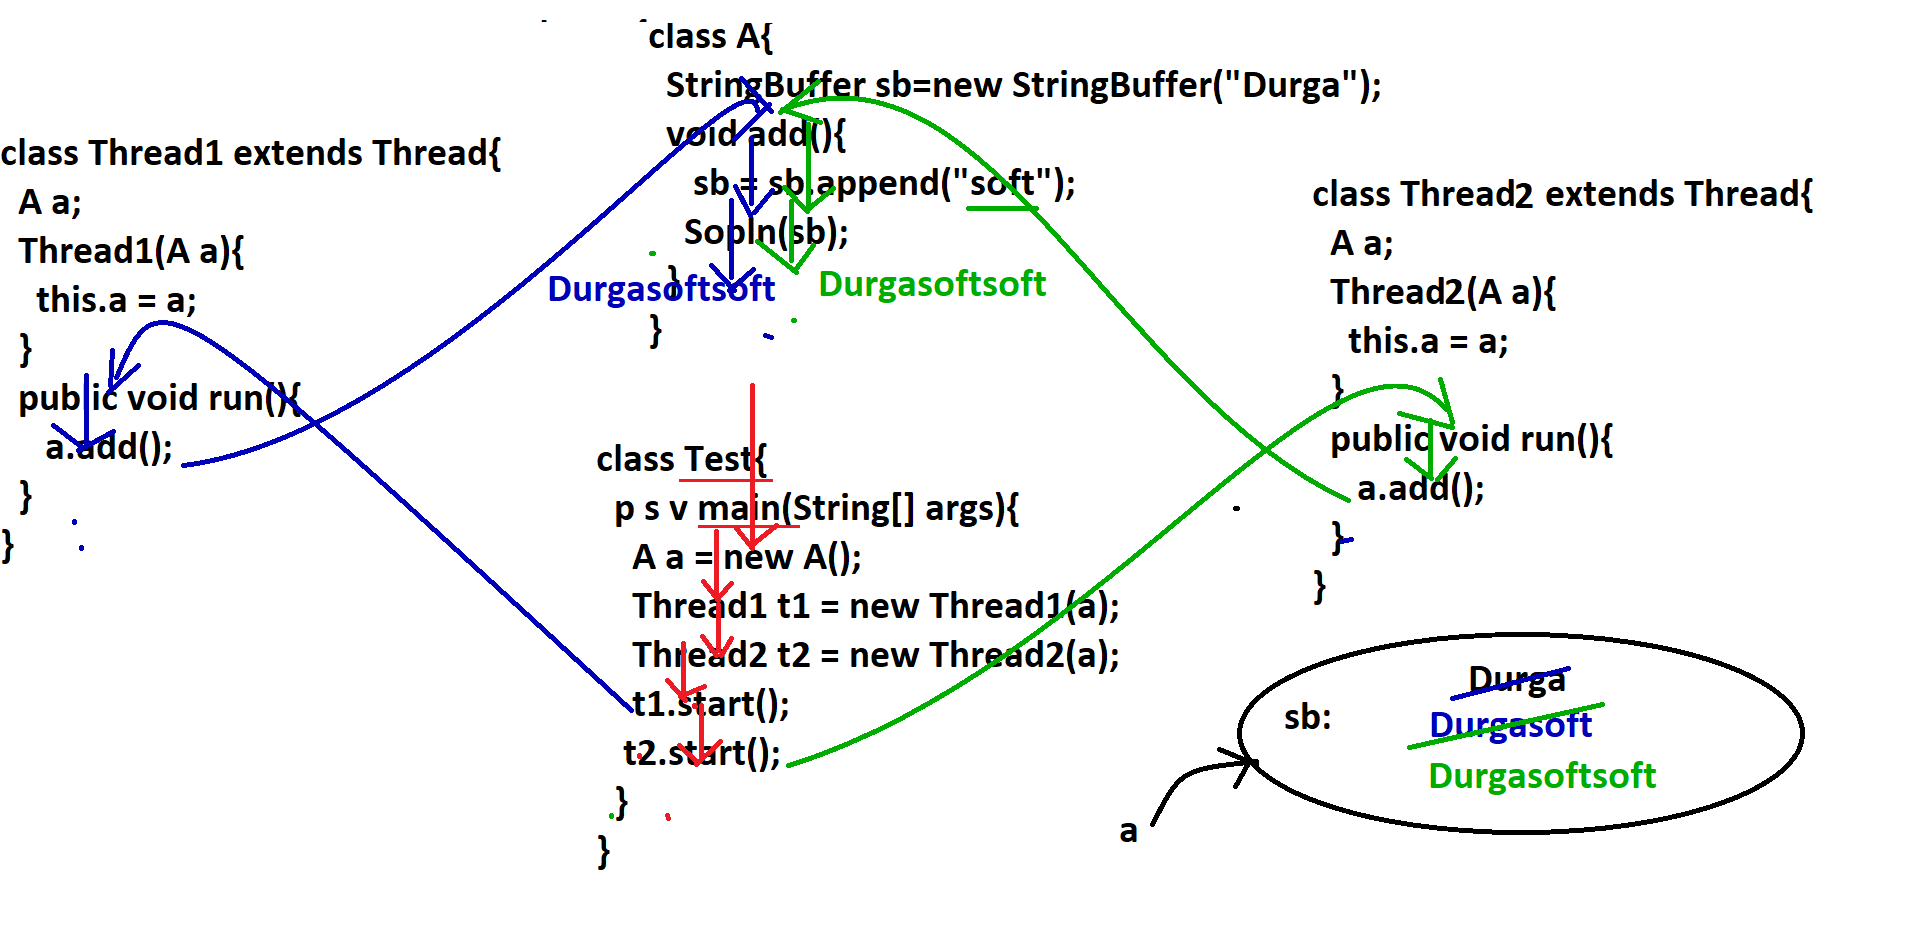 class A{
StringBuffer sb=new StringBuffer("Durga");
void add(){
sb = sb.append("soft");
Sopln(sb);
}
Durgasoftsoft
Durgasoftsoft
}
class Thread1 extends Thread{
A a;
Thread1(A a){
this.a = a;
}
public void run(){
a.add();
}
}
class Thread2 extends Thread{
A a;
Thread2(A a){
this.a = a;
}
public void run(){
a.add();
}
}
class Test{
p s v main(String[] args){
A a = new A();
Thread1 t1 = new Thread1(a);
Thread2 t2 = new Thread2(a);
t1.start();
t2.start();
}
}
Durga
sb:
Durgasoft
Durgasoftsoft
a